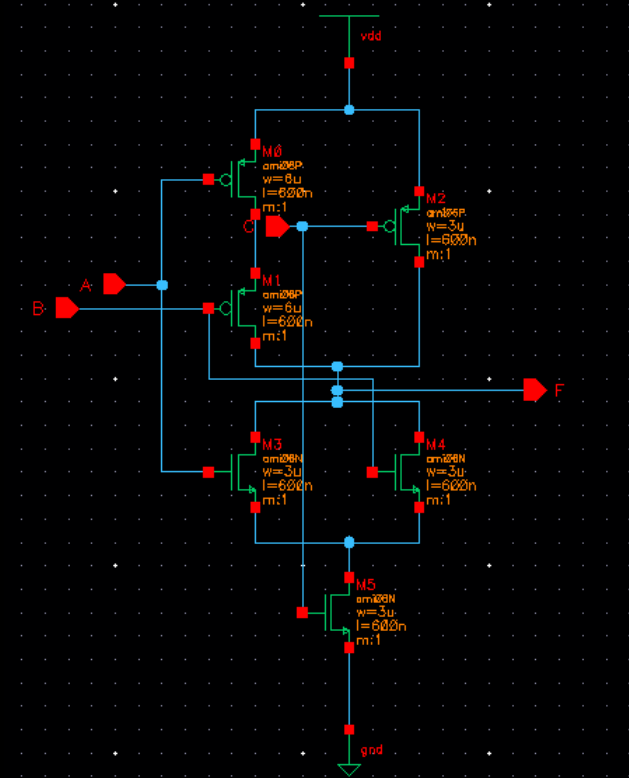 vdd
M0
ami06P
w=6u
l=600n
m:1
C
M2
ami06P
w=3u
l=600n
m:1
A
M1
ami06P
w=6u
l=600n
m:1
B
F
M3
ami06N
w=3u
l=600n
m:1
M4
ami06N
w=3u
l=600n
m:1
M5
ami06N
w=3u
l=600n
m:1
gnd